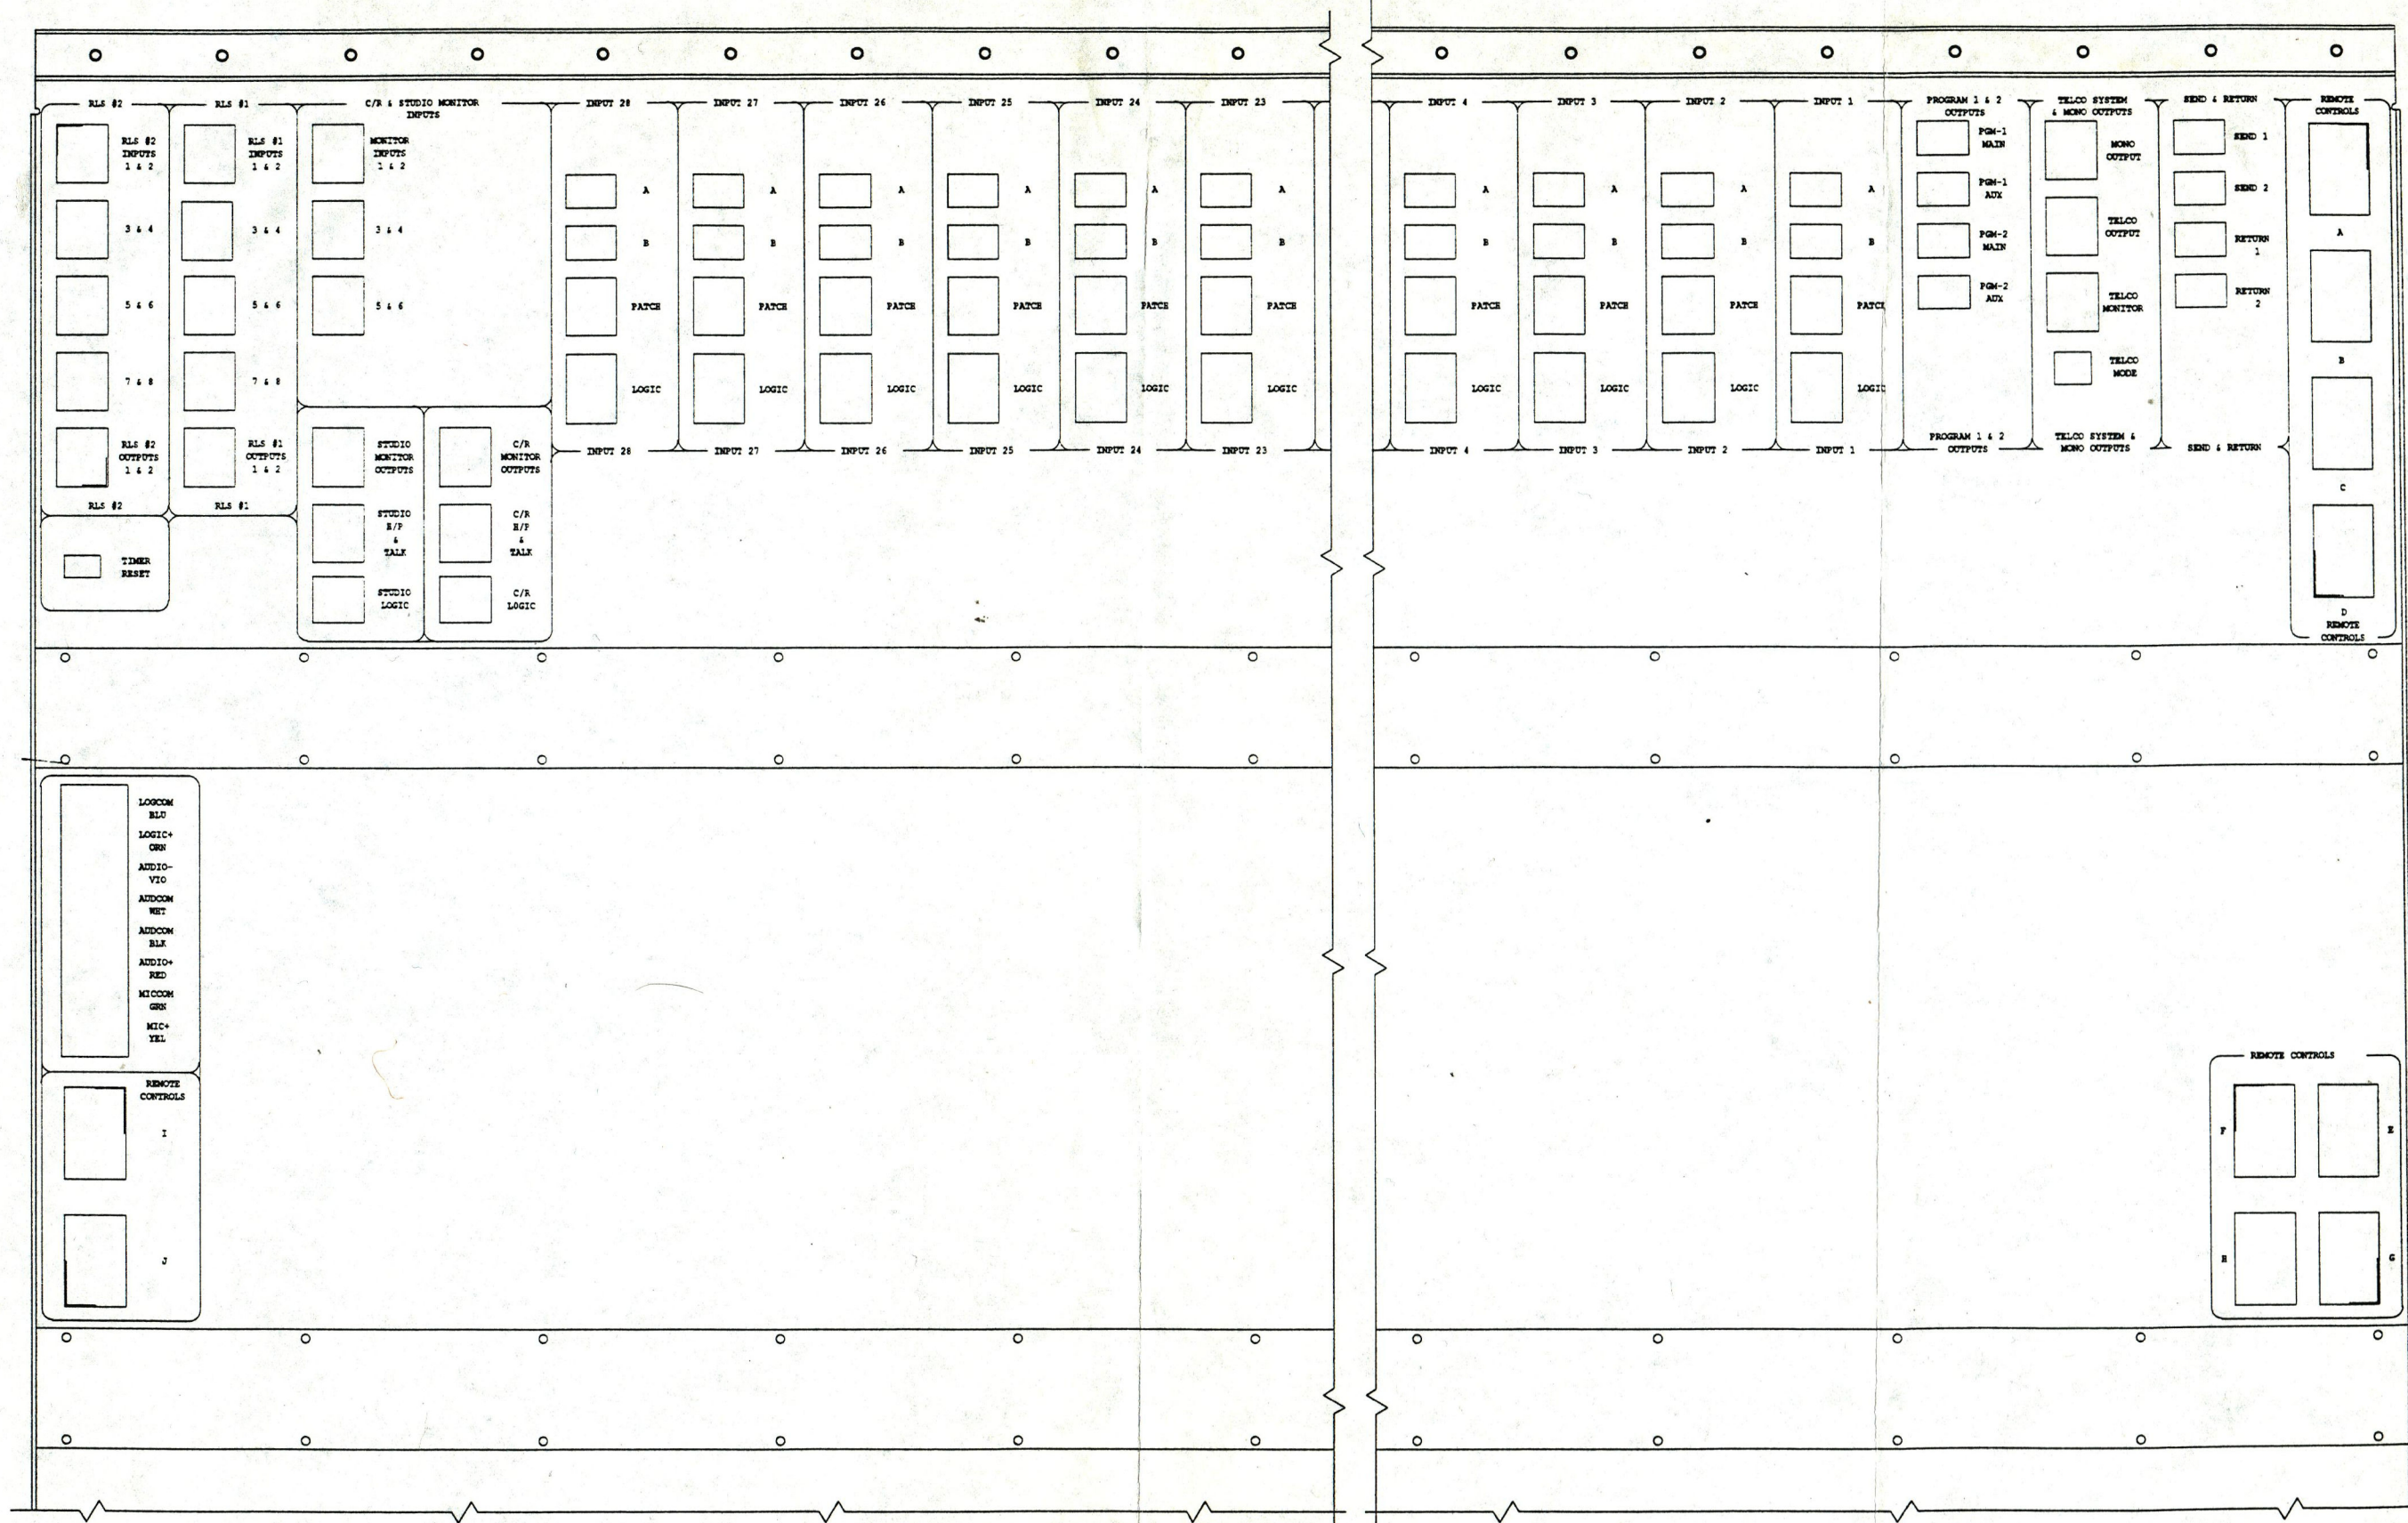 RLS #2
RLS #2
INPUTS
1 & 2
3 & 4
5 & 6
7 & 8
RLS #2
OUTPUTS
1 & 2
RLS #2
TIMER
RESET
RLS #1
RLS #1
INPUTS
1 & 2
3 & 4
5 & 6
7 & 8
RLS #1
OUTPUTS
1 & 2
RLS #1
C/R & STUDIO MONITOR
INPUTS
MONITOR
INPUTS
1 & 2
3 & 4
5 & 6
STUDIO
MONITOR
OUTPUTS
STUDIO
H/P
&
TALK
STUDIO
LOGIC
C/R
MONITOR
OUTPUTS
C/R
H/P
&
TALK
C/R
LOGIC
INPUT 28
A
B
PATCH
LOGIC
INPUT 28
INPUT 27
A
B
PATCH
LOGIC
INPUT 27
INPUT 26
A
B
PATCH
LOGIC
INPUT 26
INPUT 25
A
B
PATCH
LOGIC
INPUT 25
INPUT 24
A
B
PATCH
LOGIC
INPUT 24
INPUT 23
A
B
PATCH
LOGIC
INPUT 23
INPUT 4
A
B
PATCH
LOGIC
INPUT 4
INPUT 3
A
B
PATCH
LOGIC
INPUT 3
INPUT 2
A
B
PATCH
LOGIC
INPUT 2
INPUT 1
A
B
PATCH
LOGIC
INPUT 1
PROGRAM 1 & 2
OUTPUTS
PGM-1
MAIN
PGM-1
AUX
PGM-2
MAIN
PGM-2
AUX
PROGRAM 1 & 2
OUTPUTS
TELCO SYSTEM
& MONO OUTPUTS
MONO
OUTPUT
TELCO
OUTPUT
TELCO
MONITOR
TELCO
MODE
TELCO SYSTEM &
MONO OUTPUTS
SEND & RETURN
SEND 1
SEND 2
RETURN
1
RETURN
2
SEND & RETURN
REMOTE
CONTROLS
A
B
C
D
REMOTE
CONTROLS
LOGCOM
BLU
LOGIC+
ORN
AUDIO-
VIO
AUDCOM
WHT
AUDCOM
BLK
AUDIO+
RED
MICCOM
GRN
MIC+
YEL
REMOTE
CONTROLS
I
J
REMOTE CONTROLS
F
E
H
G